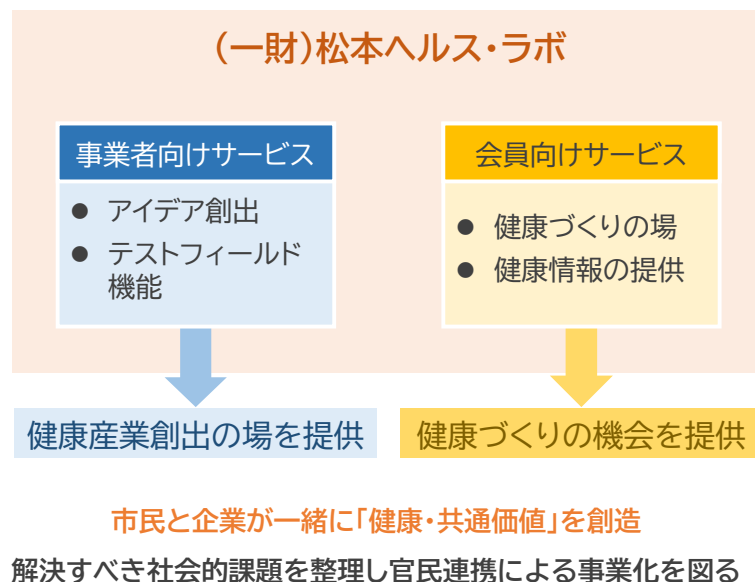 （一財）松本ヘルス・ラボ
事業者向けサービス
● アイデア創出
● テストフィールド
機能
会員向けサービス
● 健康づくりの場
● 健康情報の提供
健康産業創出の場を提供
健康づくりの機会を提供
市民と企業が一緒に「健康・共通価値」を創造
解決すべき社会的課題を整理し官民連携による事業化を図る